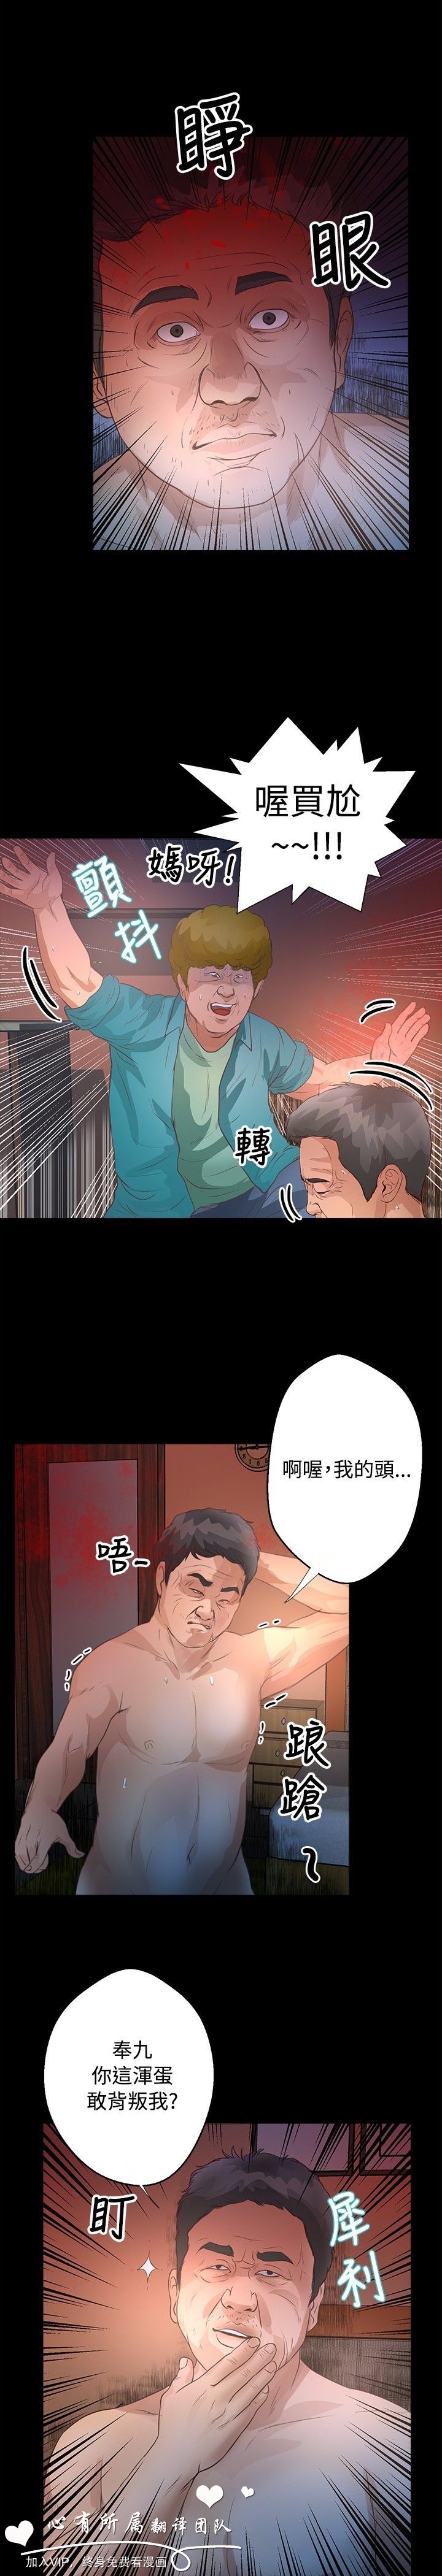 睜
眼
喔買尬
~~!!!
媽呀!
顫
抖
轉
啊喔，我的頭...
唔~
踉
蹌
~
奉九
你這渾蛋
敢背叛我?
盯
犀
利
心有所属翻译团队
加入VIP，终身免费看漫画